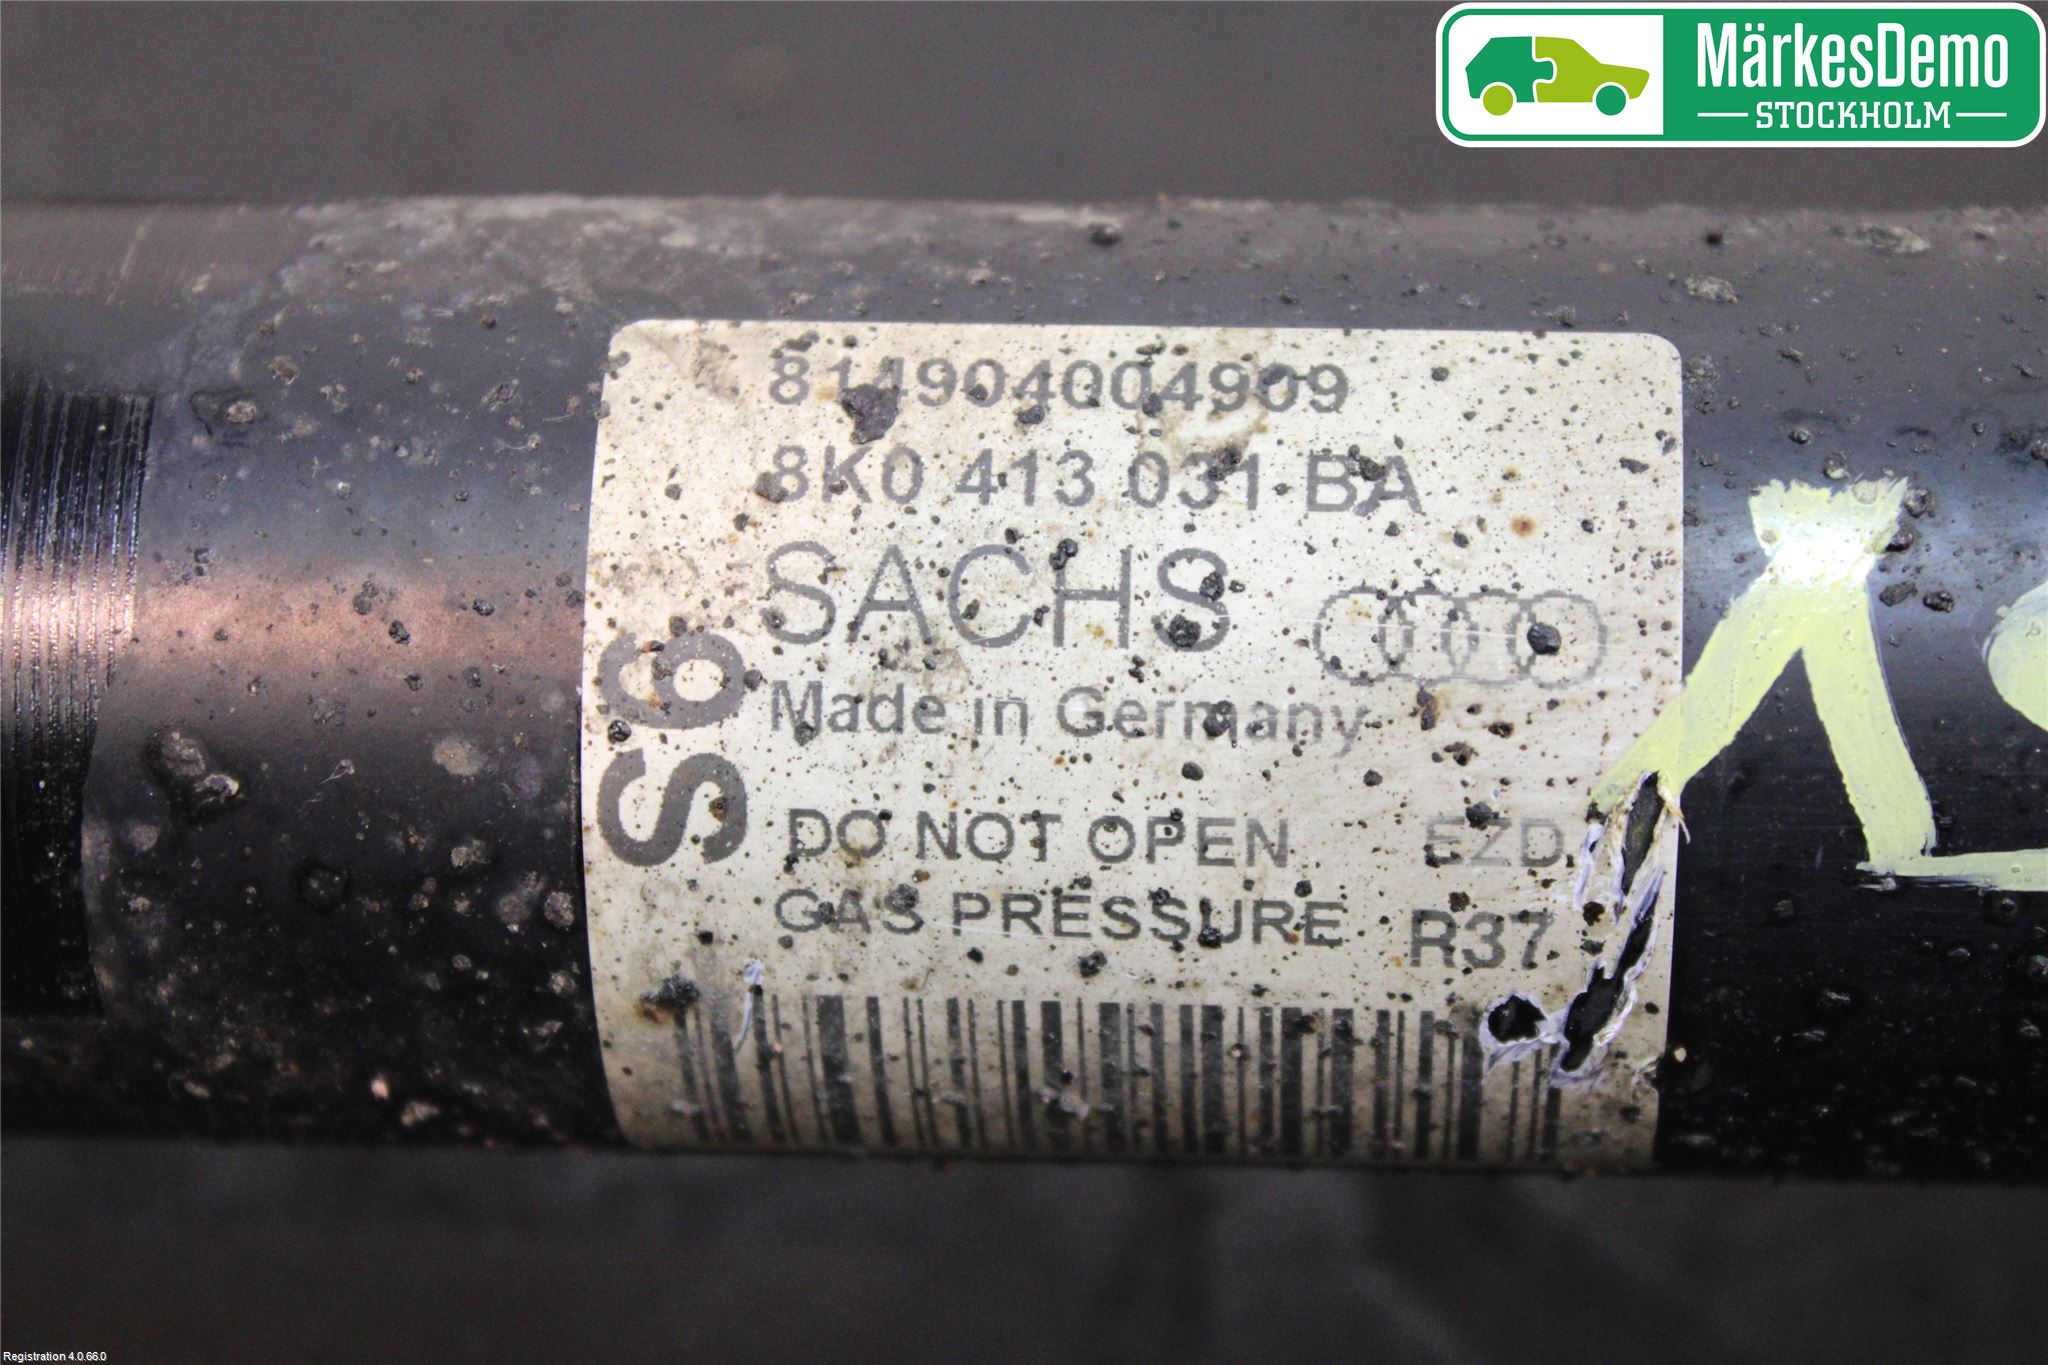 MärkesDemo
STOCKHOLM
814904004909
8K0 413 031 BA
SACHS
Made in Germany
DO NOT OPEN EZD
GAS PRESSURE R37
Registration 4.0.66.0